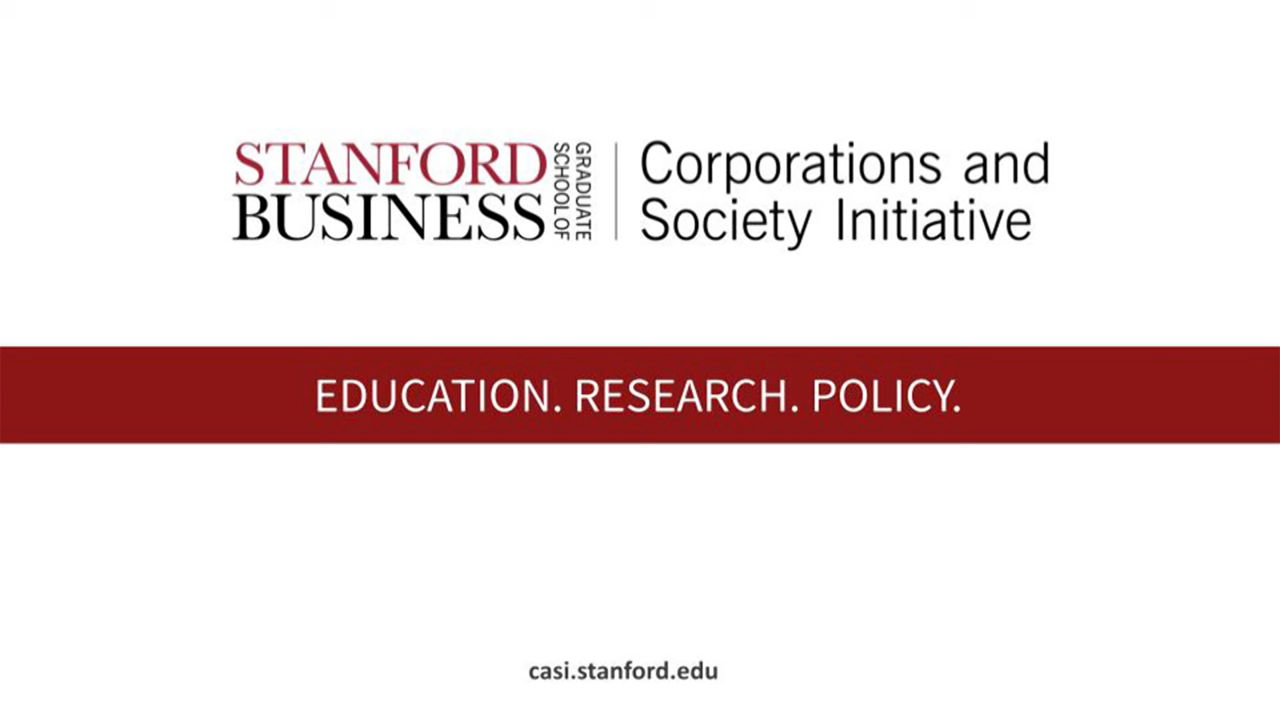 STANFORD
BUSINESS
GRADUATE
SCHOOL OF
Corporations and
Society Initiative
EDUCATION. RESEARCH. POLICY.
casi.stanford.edu